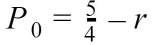 P₀ = 5/4 − r